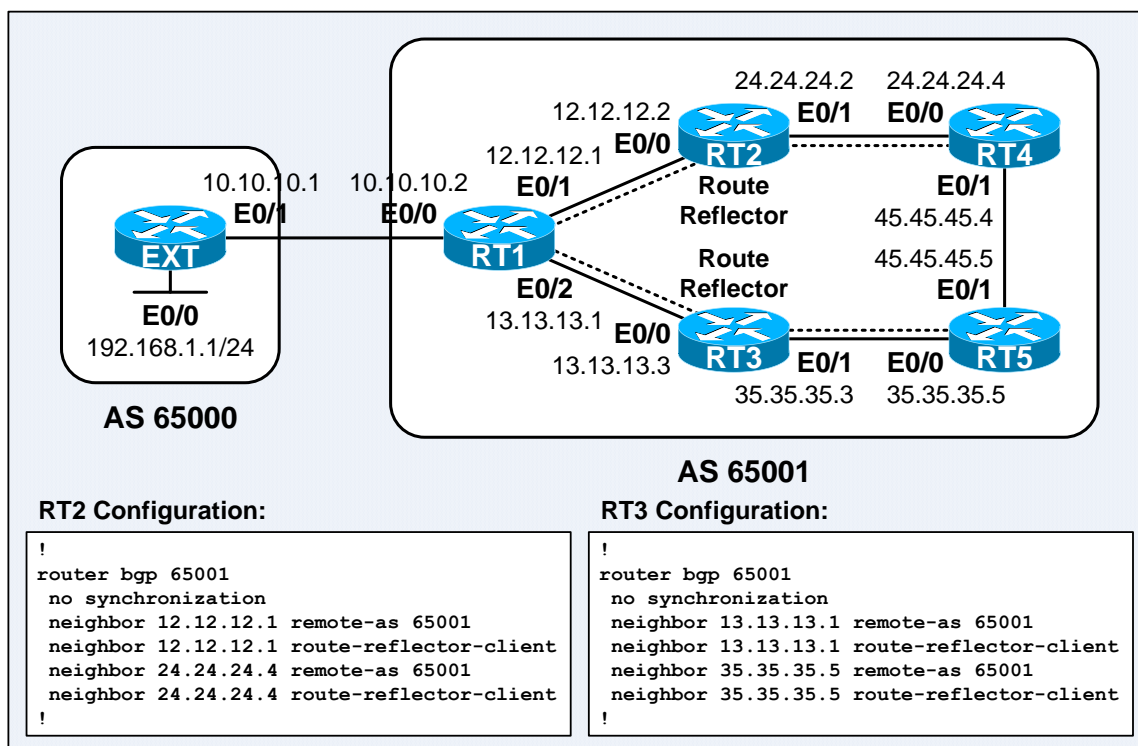 24.24.24.2
24.24.24.4
12.12.12.2
E0/1
E0/0
E0/0
RT2
RT4
12.12.12.1
E0/1
10.10.10.1
10.10.10.2
E0/1
E0/0
Route
Reflector
E0/1
45.45.45.4
EXT
RT1
Route
Reflector
45.45.45.5
E0/1
E0/0
192.168.1.1/24
E0/2
13.13.13.1
E0/0
13.13.13.3
RT3
RT5
E0/1
E0/0
35.35.35.3
35.35.35.5
AS 65000
AS 65001
RT2 Configuration:
!
router bgp 65001
no synchronization
neighbor 12.12.12.1 remote-as 65001
neighbor 12.12.12.1 route-reflector-client
neighbor 24.24.24.4 remote-as 65001
neighbor 24.24.24.4 route-reflector-client
!
RT3 Configuration:
!
router bgp 65001
no synchronization
neighbor 13.13.13.1 remote-as 65001
neighbor 13.13.13.1 route-reflector-client
neighbor 35.35.35.5 remote-as 65001
neighbor 35.35.35.5 route-reflector-client
!